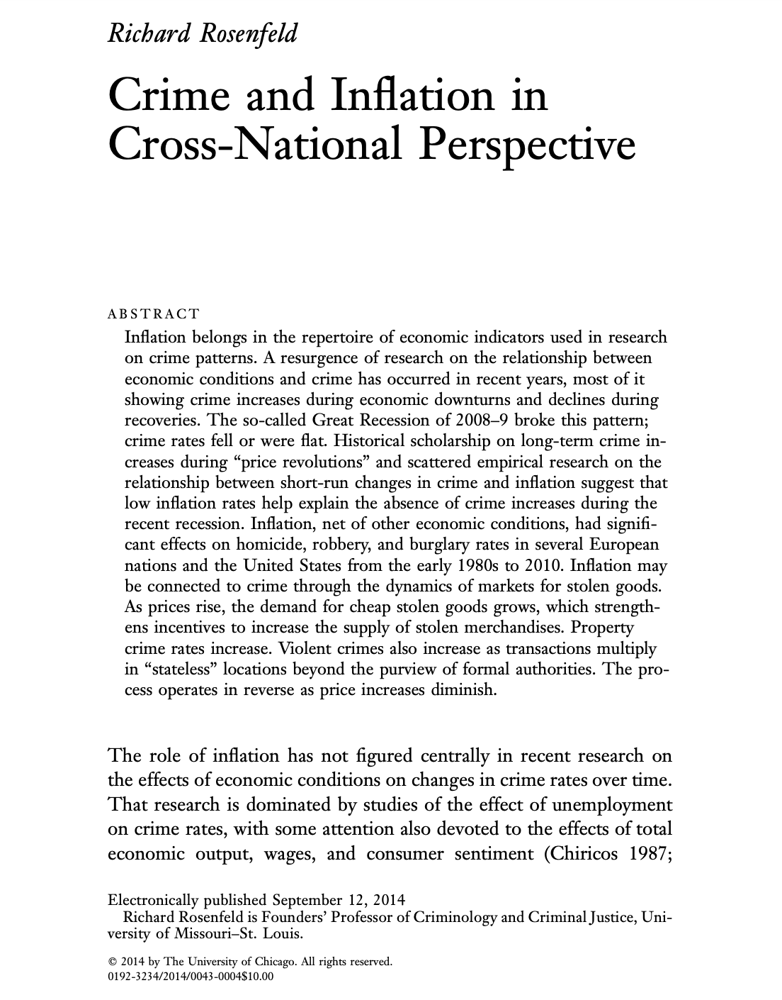 Richard Rosenfeld
Crime and Inflation in
Cross-National Perspective
ABSTRACT
Inflation belongs in the repertoire of economic indicators used in research
on crime patterns. A resurgence of research on the relationship between
economic conditions and crime has occurred in recent years, most of it
showing crime increases during economic downturns and declines during
recoveries. The so-called Great Recession of 2008–9 broke this pattern;
crime rates fell or were flat. Historical scholarship on long-term crime in-
creases during “price revolutions” and scattered empirical research on the
relationship between short-run changes in crime and inflation suggest that
low inflation rates help explain the absence of crime increases during the
recent recession. Inflation, net of other economic conditions, had signifi-
cant effects on homicide, robbery, and burglary rates in several European
nations and the United States from the early 1980s to 2010. Inflation may
be connected to crime through the dynamics of markets for stolen goods.
As prices rise, the demand for cheap stolen goods grows, which strength-
ens incentives to increase the supply of stolen merchandises. Property
crime rates increase. Violent crimes also increase as transactions multiply
in “stateless” locations beyond the purview of formal authorities. The pro-
cess operates in reverse as price increases diminish.
The role of inflation has not figured centrally in recent research on
the effects of economic conditions on changes in crime rates over time.
That research is dominated by studies of the effect of unemployment
on crime rates, with some attention also devoted to the effects of total
economic output, wages, and consumer sentiment (Chiricos 1987;
Electronically published September 12, 2014
Richard Rosenfeld is Founders’ Professor of Criminology and Criminal Justice, Uni-
versity of Missouri–St. Louis.
© 2014 by The University of Chicago. All rights reserved.
0192-3234/2014/0043-0004$10.00